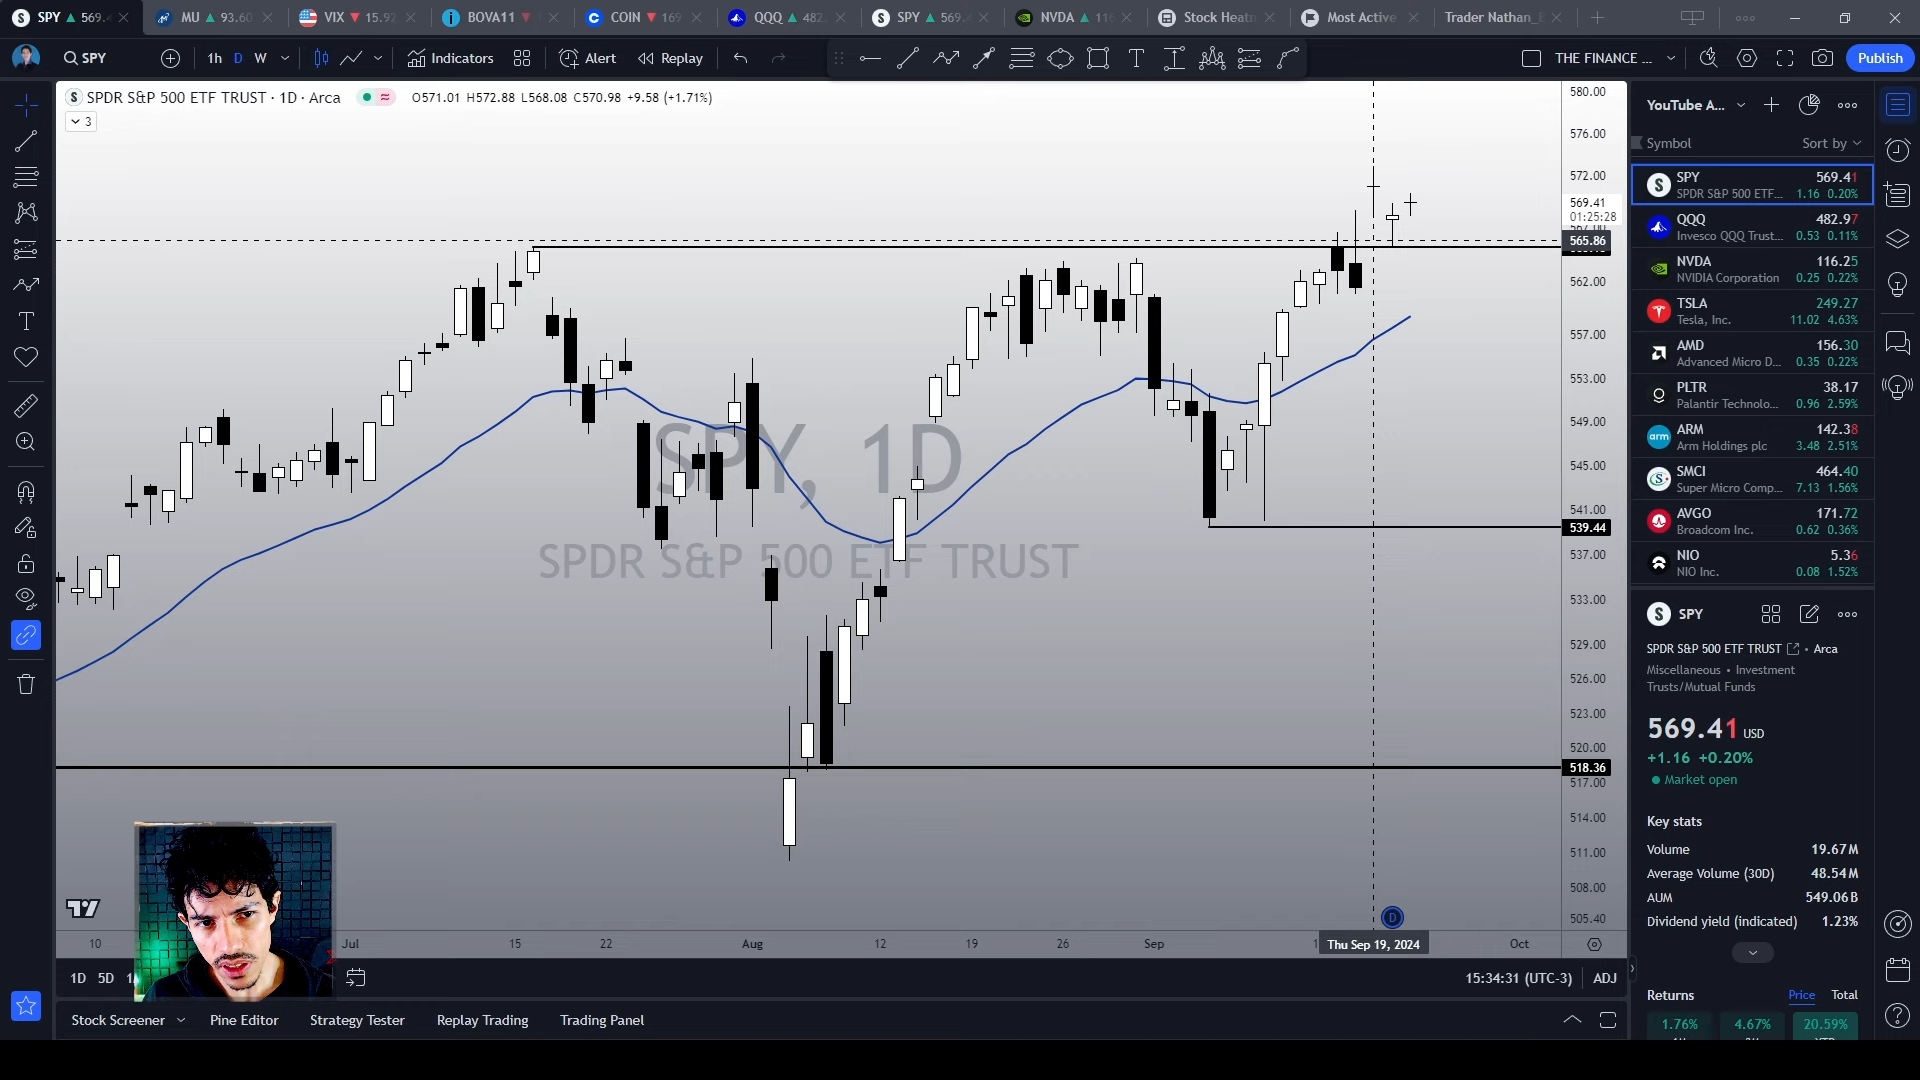 SPY 569. MU 93.60 VIX 15.92 BOVA11 COIN 169 QQQ 482. SPY 569. NVDA 116 Stock Heatm Most Active Trader Nathan_
SPY 1h D W Indicators Alert Replay THE FINANCE ... Publish
SPDR S&P 500 ETF TRUST · 1D · Arca O571.01 H572.88 L568.08 C570.98 +9.58 (+1.71%)
3
SPY, 1D
SPDR S&P 500 ETF TRUST
580.00
576.00
572.00
569.41
01:25:28
565.86
562.00
557.00
553.00
549.00
545.00
541.00
539.44
537.00
533.00
529.00
526.00
523.00
520.00
518.36
517.00
514.00
511.00
508.00
505.40
D
10 Jul 15 22 Aug 12 19 26 Sep Thu Sep 19, 2024 Oct
1D 5D 15:34:31 (UTC-3) ADJ
Stock Screener Pine Editor Strategy Tester Replay Trading Trading Panel
YouTube A...
Symbol Sort by
SPY 569.41
SPDR S&P 500 ETF... 1.16 0.20%
QQQ 482.97
Invesco QQQ Trust... 0.53 0.11%
NVDA 116.25
NVIDIA Corporation 0.25 0.22%
TSLA 249.27
Tesla, Inc. 11.02 4.63%
AMD 156.30
Advanced Micro D... 0.35 0.22%
PLTR 38.17
Palantir Technolo... 0.96 2.59%
ARM 142.38
Arm Holdings plc 3.48 2.51%
SMCI 464.40
Super Micro Comp... 7.13 1.56%
AVGO 171.72
Broadcom Inc. 0.62 0.36%
NIO 5.36
NIO Inc. 0.08 1.52%
SPY
SPDR S&P 500 ETF TRUST • Arca
Miscellaneous • Investment
Trusts/Mutual Funds
569.41 USD
+1.16 +0.20%
Market open
Key stats
Volume 19.67M
Average Volume (30D) 48.54M
AUM 549.06B
Dividend yield (indicated) 1.23%
Returns Price Total
1.76% 4.67% 20.59%